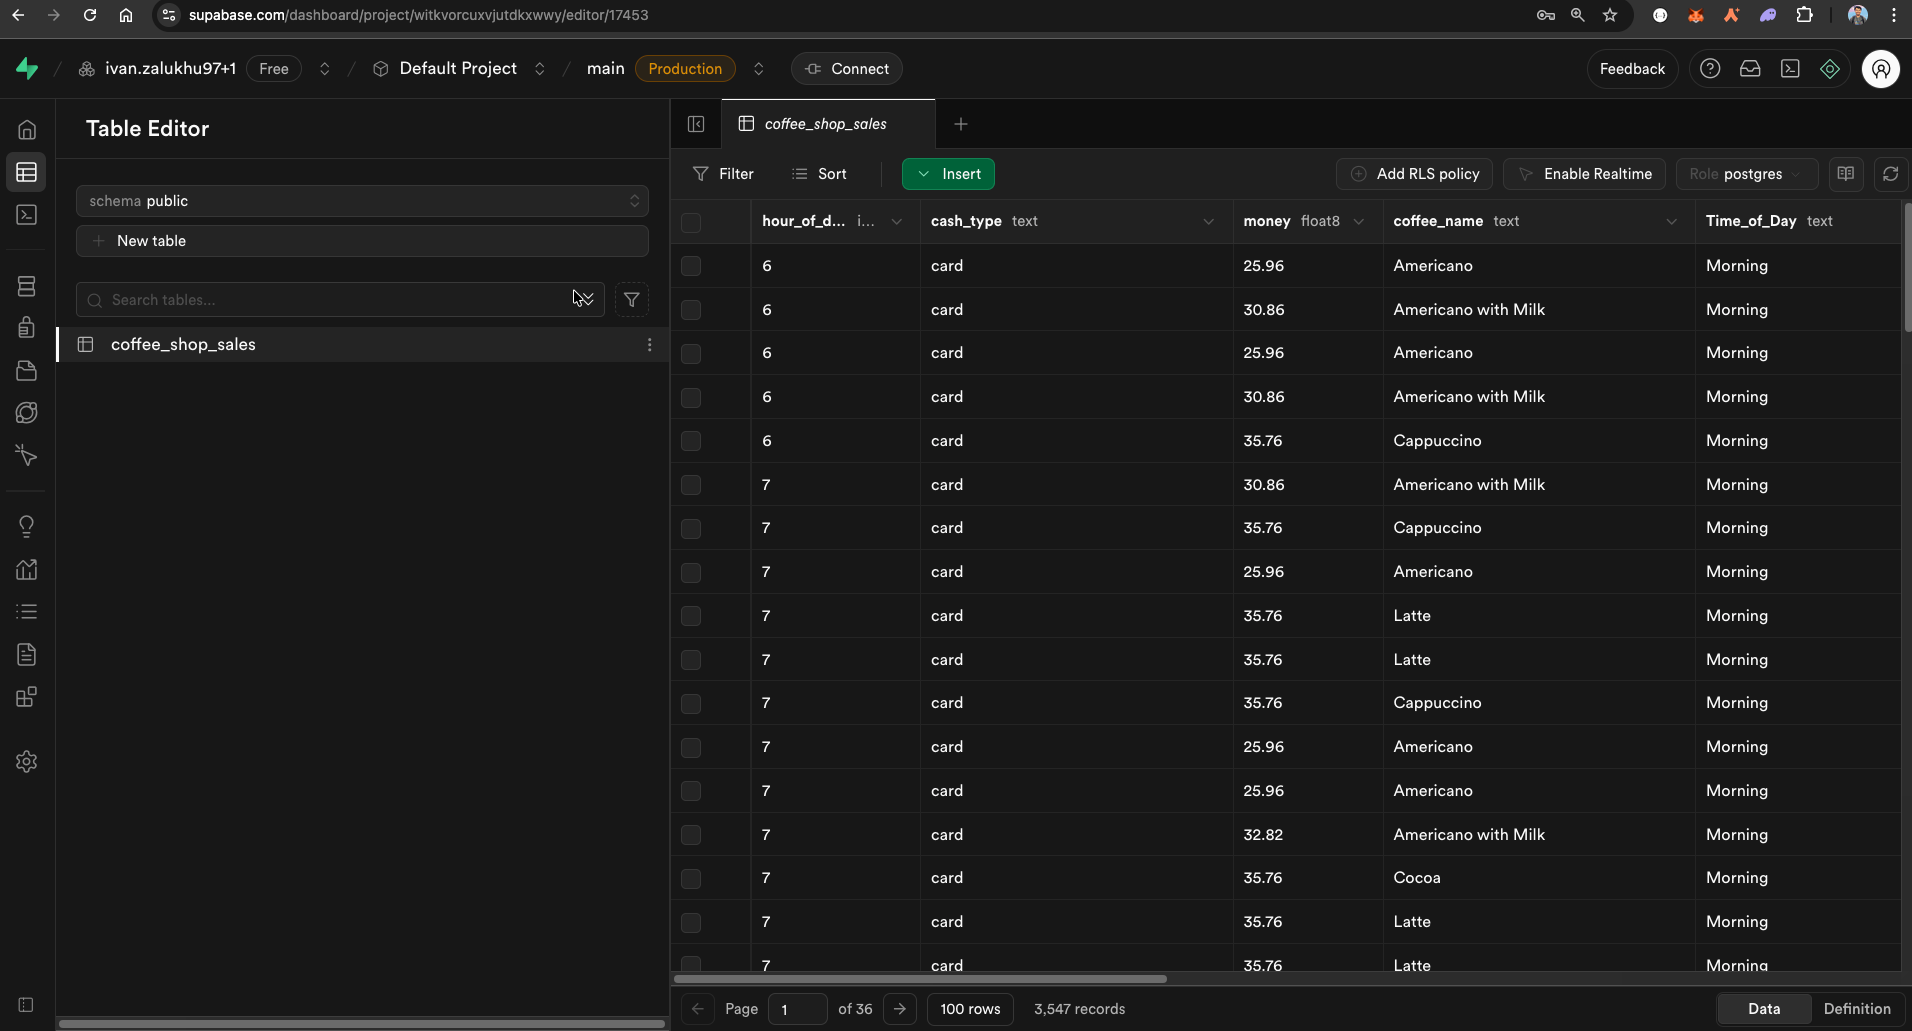 supabase.com/dashboard/project/witkvorcuxvjutdkxwwy/editor/17453
ivan.zalukhu97+1 Free Default Project main Production Connect Feedback
Table Editor
schema public
New table
Search tables...
coffee_shop_sales
coffee_shop_sales
Filter Sort Insert Add RLS policy Enable Realtime Role postgres
hour_of_d... i... cash_type text money float8 coffee_name text Time_of_Day text
6 card 25.96 Americano Morning
6 card 30.86 Americano with Milk Morning
6 card 25.96 Americano Morning
6 card 30.86 Americano with Milk Morning
6 card 35.76 Cappuccino Morning
7 card 30.86 Americano with Milk Morning
7 card 35.76 Cappuccino Morning
7 card 25.96 Americano Morning
7 card 35.76 Latte Morning
7 card 35.76 Latte Morning
7 card 35.76 Cappuccino Morning
7 card 25.96 Americano Morning
7 card 25.96 Americano Morning
7 card 32.82 Americano with Milk Morning
7 card 35.76 Cocoa Morning
7 card 35.76 Latte Morning
7 card 35.76 Latte Morning
Page 1 of 36 100 rows 3,547 records Data Definition